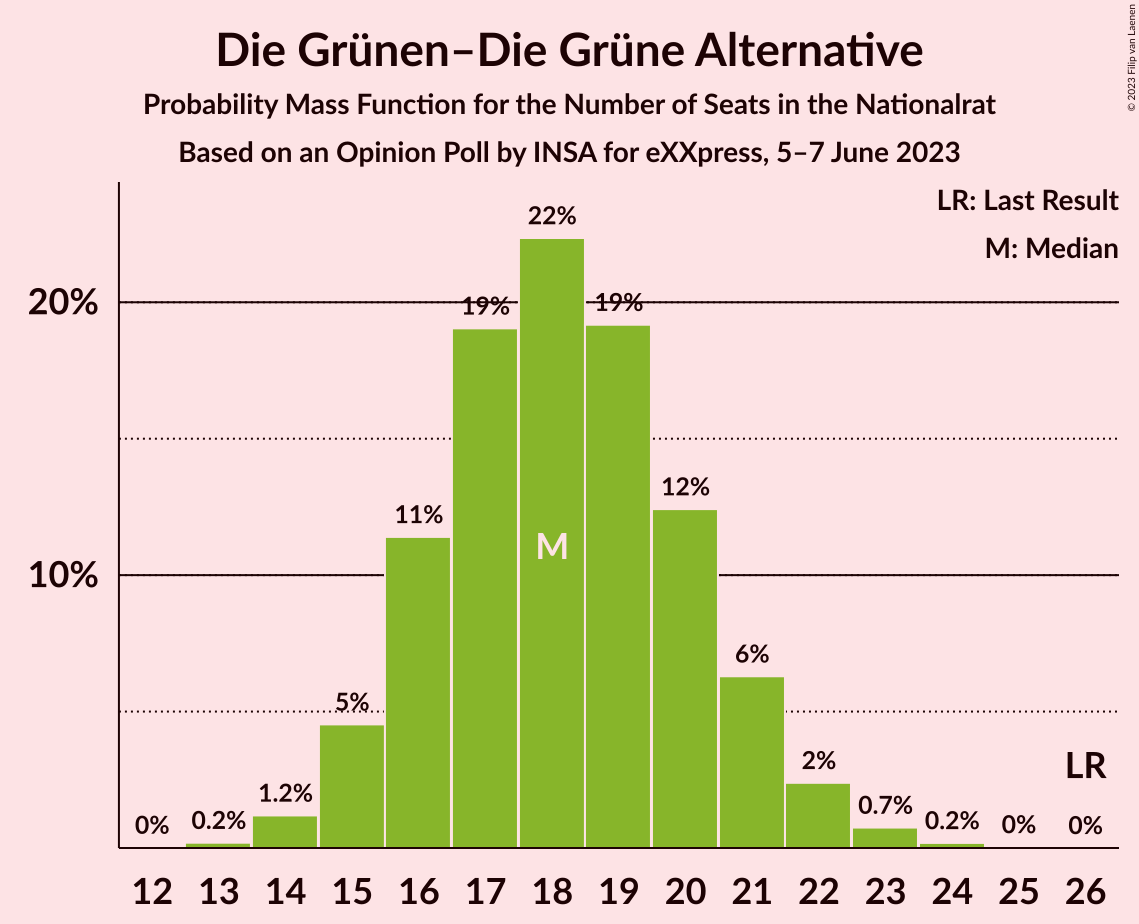 Die Grünen–Die Grüne Alternative
Probability Mass Function for the Number of Seats in the Nationalrat
Based on an Opinion Poll by INSA for eXXpress, 5–7 June 2023
© 2023 Filip van Laenen
LR: Last Result
M: Median
20%
10%
0%
0.2%
1.2%
5%
11%
19%
22%
19%
12%
6%
2%
0.7%
0.2%
0%
0%
M
LR
12 13 14 15 16 17 18 19 20 21 22 23 24 25 26